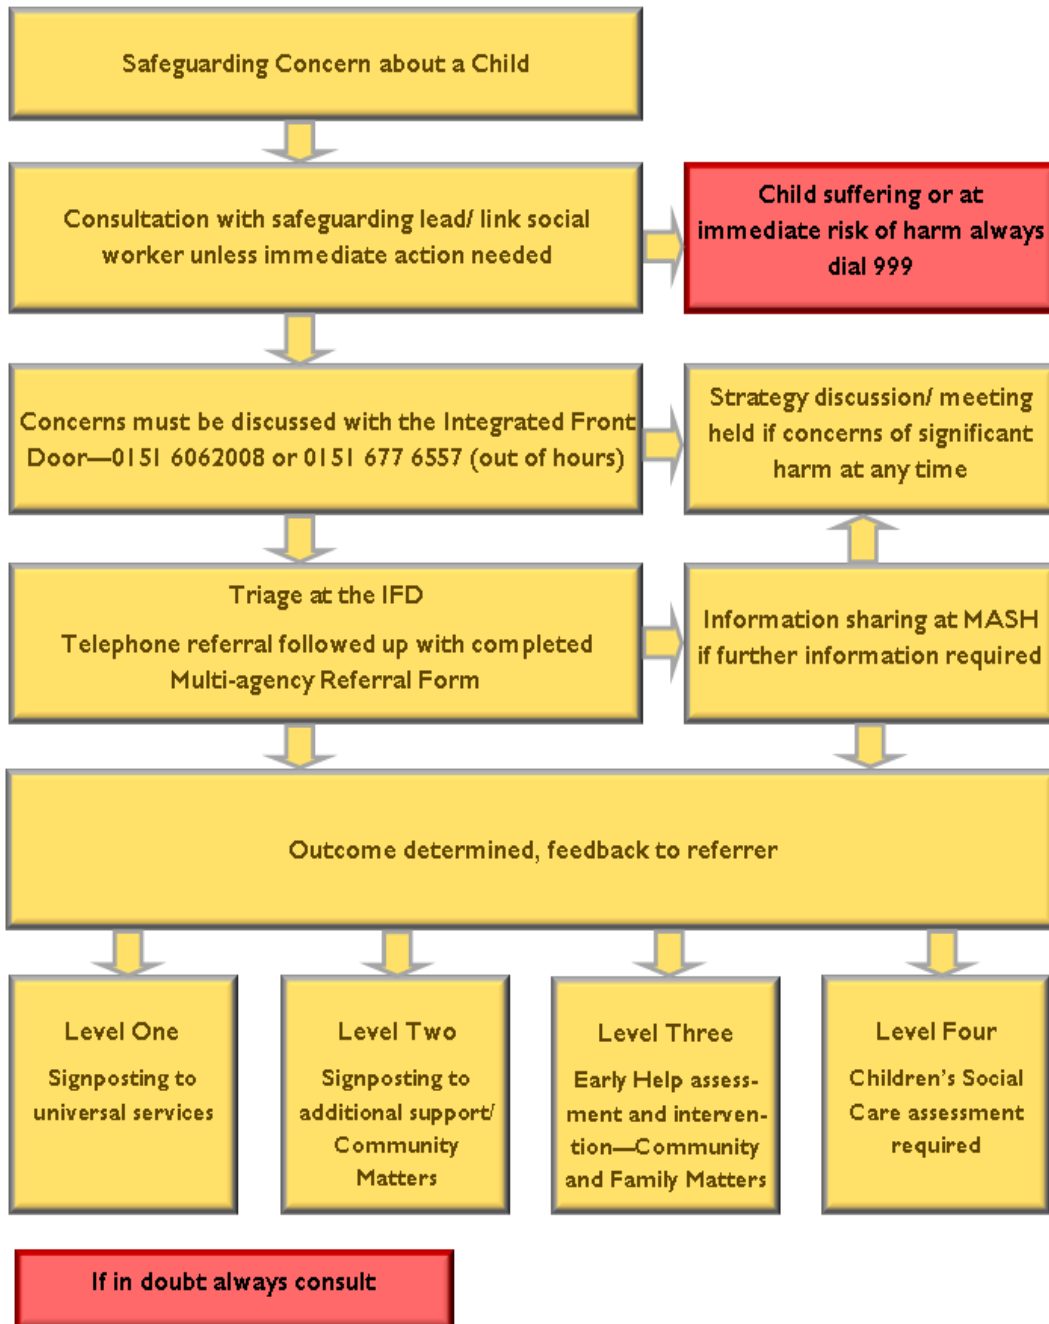 Safeguarding Concern about a Child
Consultation with safeguarding lead/ link social
worker unless immediate action needed
Child suffering or at
immediate risk of harm always
dial 999
Concerns must be discussed with the Integrated Front
Door—0151 6062008 or 0151 677 6557 (out of hours)
Strategy discussion/ meeting
held if concerns of significant
harm at any time
Triage at the IFD
Telephone referral followed up with completed
Multi-agency Referral Form
Information sharing at MASH
if further information required
Outcome determined, feedback to referrer
Level One
Signposting to
universal services
Level Two
Signposting to
additional support/
Community
Matters
Level Three
Early Help assess-
ment and interven-
tion—Community
and Family Matters
Level Four
Children's Social
Care assessment
required
If in doubt always consult